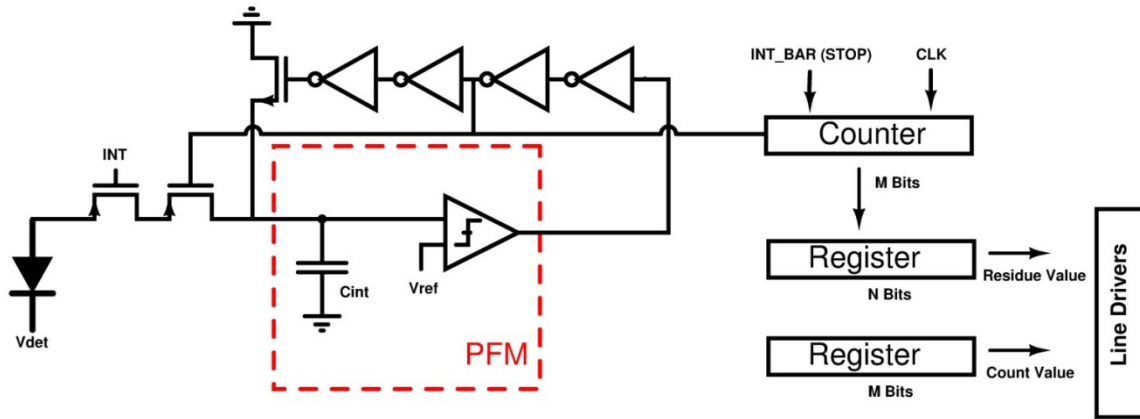 INT_BAR (STOP)
CLK
Counter
INT
M Bits
Register
Residue Value
N Bits
Cint
Vref
Vdet
PFM
Register
Count Value
M Bits
Line Drivers